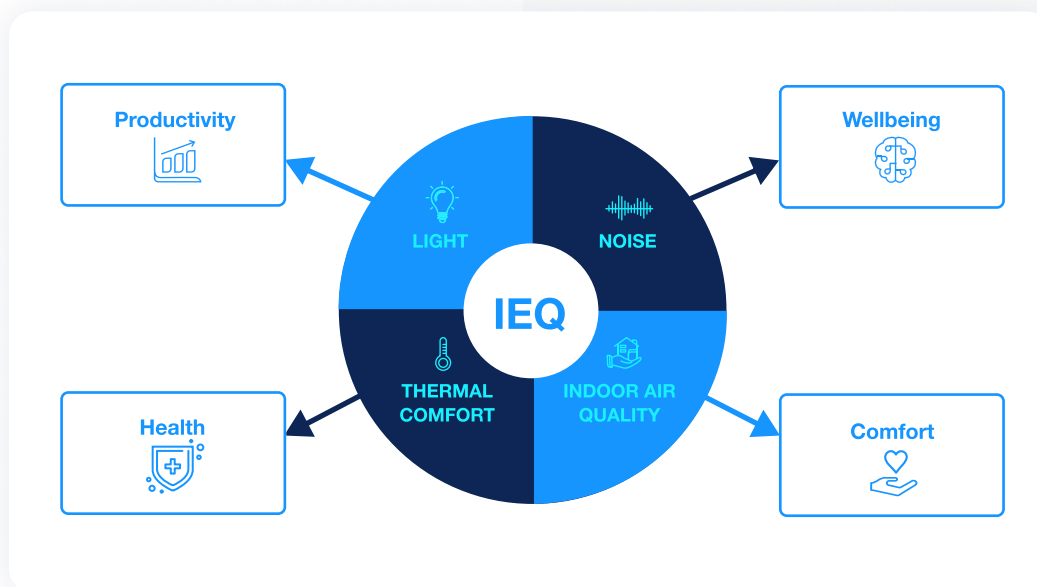 Productivity
Wellbeing
LIGHT
NOISE
IEQ
THERMAL
COMFORT
INDOOR AIR
QUALITY
Health
Comfort